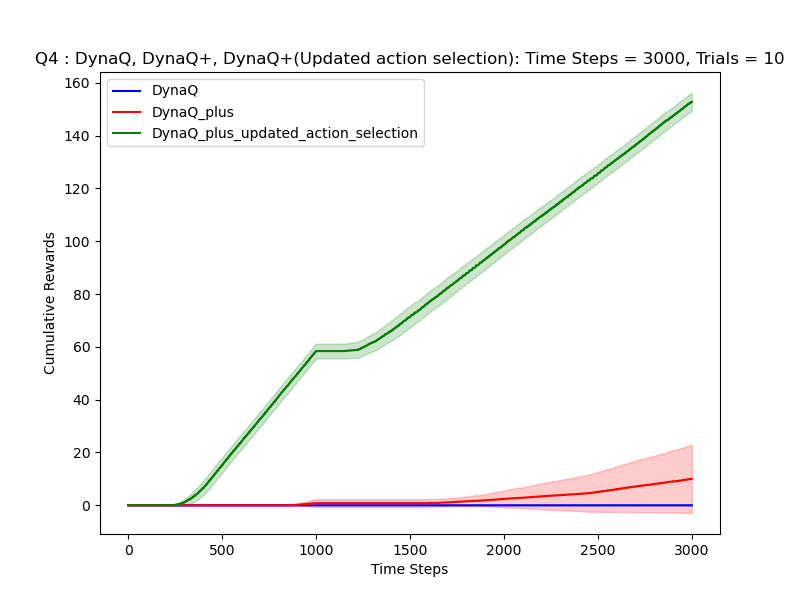 Q4 : DynaQ, DynaQ+, DynaQ+(Updated action selection): Time Steps = 3000, Trials = 10
160
140
120
100
80
60
40
20
0
Cumulative Rewards
DynaQ
DynaQ_plus
DynaQ_plus_updated_action_selection
0 500 1000 1500 2000 2500 3000
Time Steps